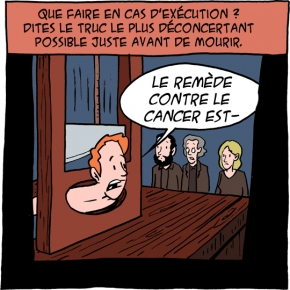 QUE FAIRE EN CAS D'EXÉCUTION ?
DITES LE TRUC LE PLUS DÉCONCERTANT
POSSIBLE JUSTE AVANT DE MOURIR.
LE REMÈDE
CONTRE LE
CANCER EST-